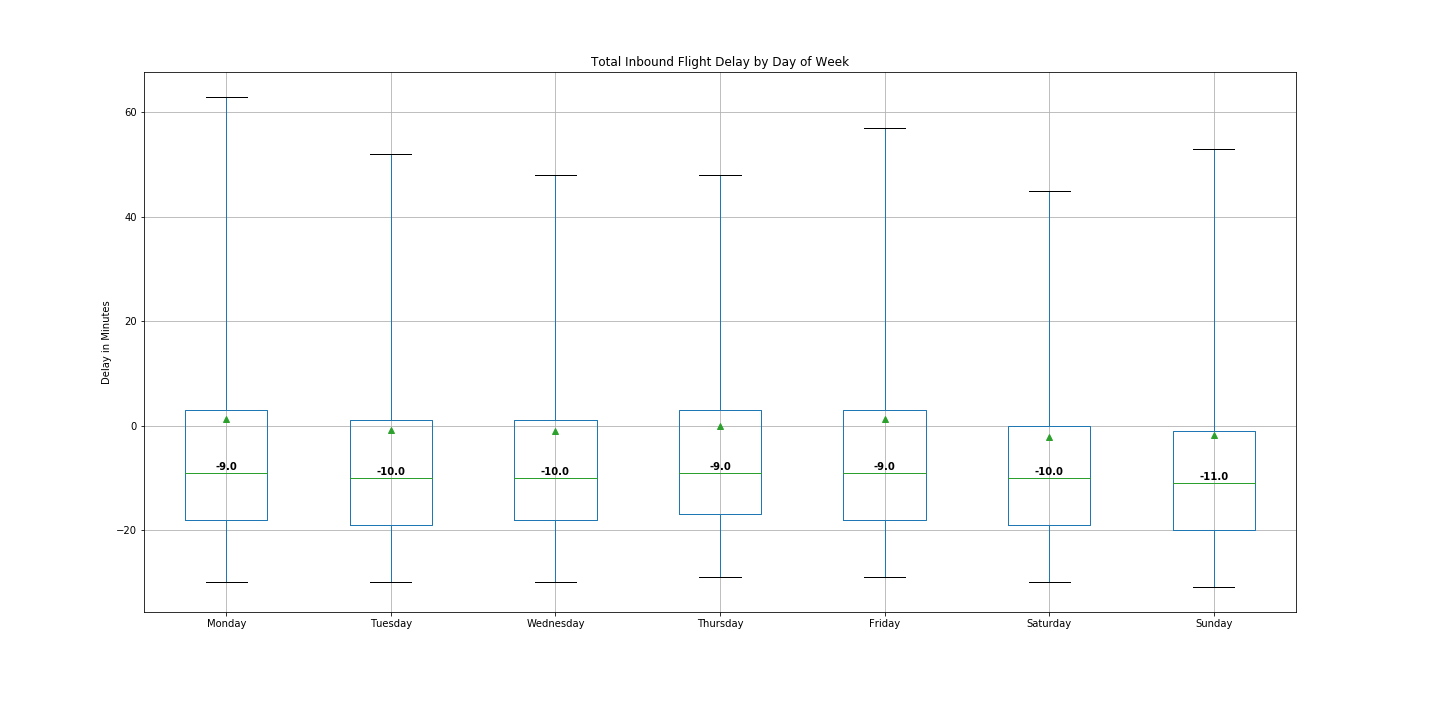 Total Inbound Flight Delay by Day of Week
Delay in Minutes
60
40
20
0
−20
-9.0
-10.0
-10.0
-9.0
-9.0
-10.0
-11.0
Monday
Tuesday
Wednesday
Thursday
Friday
Saturday
Sunday